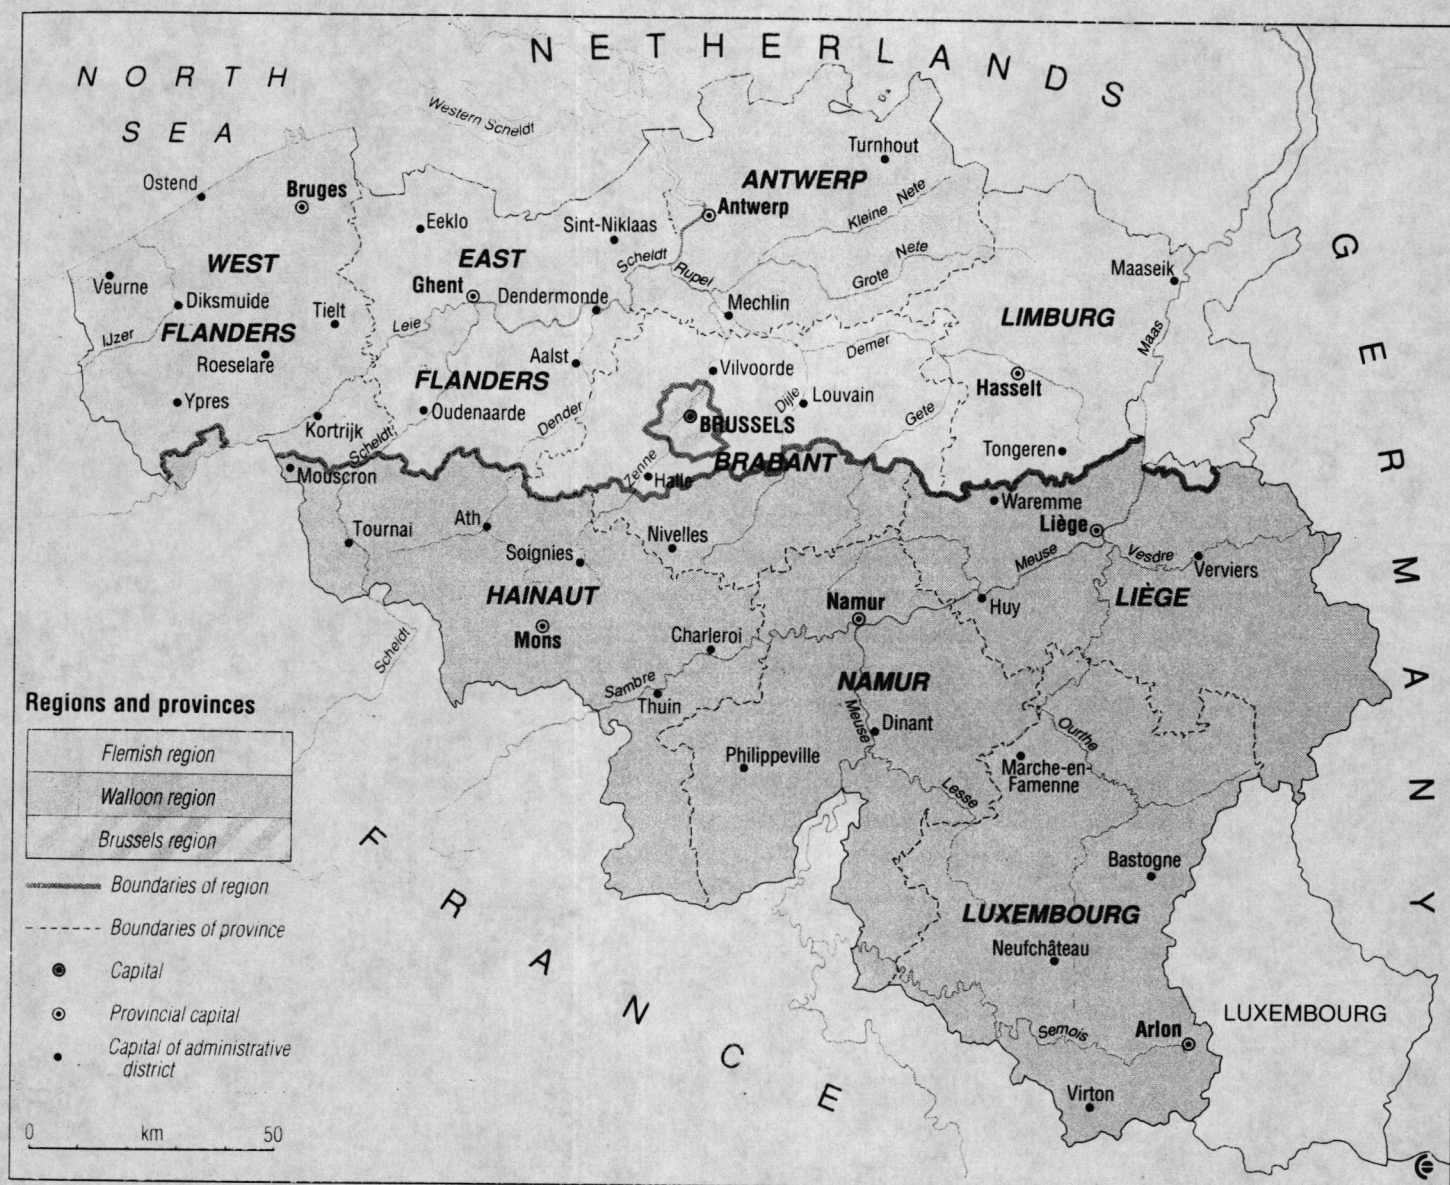 NETHERLANDS
NORTH
SEA
Western Scheldt
Ostend
Bruges
Eeklo
Sint-Niklaas
ANTWERP
Antwerp
Turnhout
Kleine Nete
Grote Nete
WEST
FLANDERS
EAST
FLANDERS
Ghent
Dendermonde
Scheldt
Rupel
Mechlin
Maaseik
LIMBURG
Maas
Veurne
Diksmuide
Tielt
IJzer
Roeselare
Leie
Aalst
Vilvoorde
Demer
Hasselt
Ypres
Kortrijk
Scheldt
Oudenaarde
Dender
BRUSSELS
Dijle
Louvain
Gete
Tongeren
BRABANT
Zenne
Halle
Mouscron
Tournai
Ath
Soignies
Nivelles
Waremme
Liège
Meuse
Vesdre
Verviers
HAINAUT
Mons
Namur
Huy
LIÈGE
Scheldt
Charleroi
Sambre
Thuin
NAMUR
Meuse
Dinant
Ourthe
Philippeville
Marche-en-
Famenne
Lesse
Bastogne
LUXEMBOURG
Neufchâteau
Semois
Arlon
Virton
LUXEMBOURG
GERMANY
FRANCE
Regions and provinces
Flemish region
Walloon region
Brussels region
Boundaries of region
Boundaries of province
Capital
Provincial capital
Capital of administrative
district
0 km 50